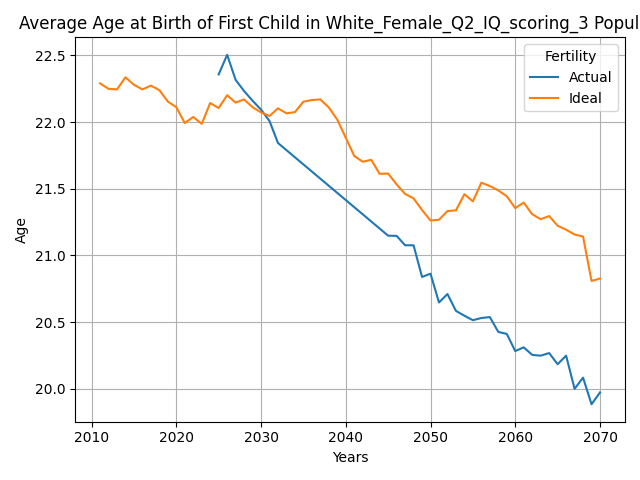 Average Age at Birth of First Child in White_Female_Q2_IQ_scoring_3 Popul
22.5
22.0
21.5
21.0
20.5
20.0
Age
Fertility
Actual
Ideal
2010 2020 2030 2040 2050 2060 2070
Years